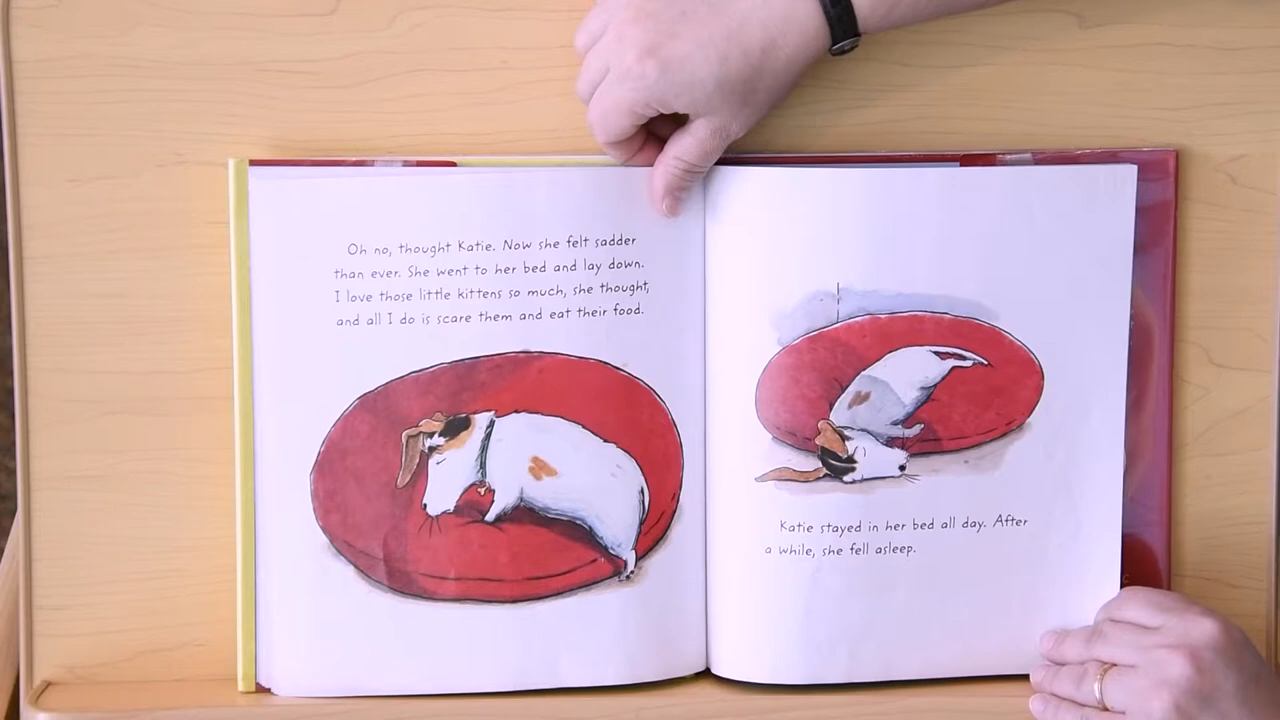 Oh no, thought Katie. Now she felt sadder
than ever. She went to her bed and lay down.
I love those little kittens so much, she thought,
and all I do is scare them and eat their food.
Katie stayed in her bed all day. After
a while, she fell asleep.